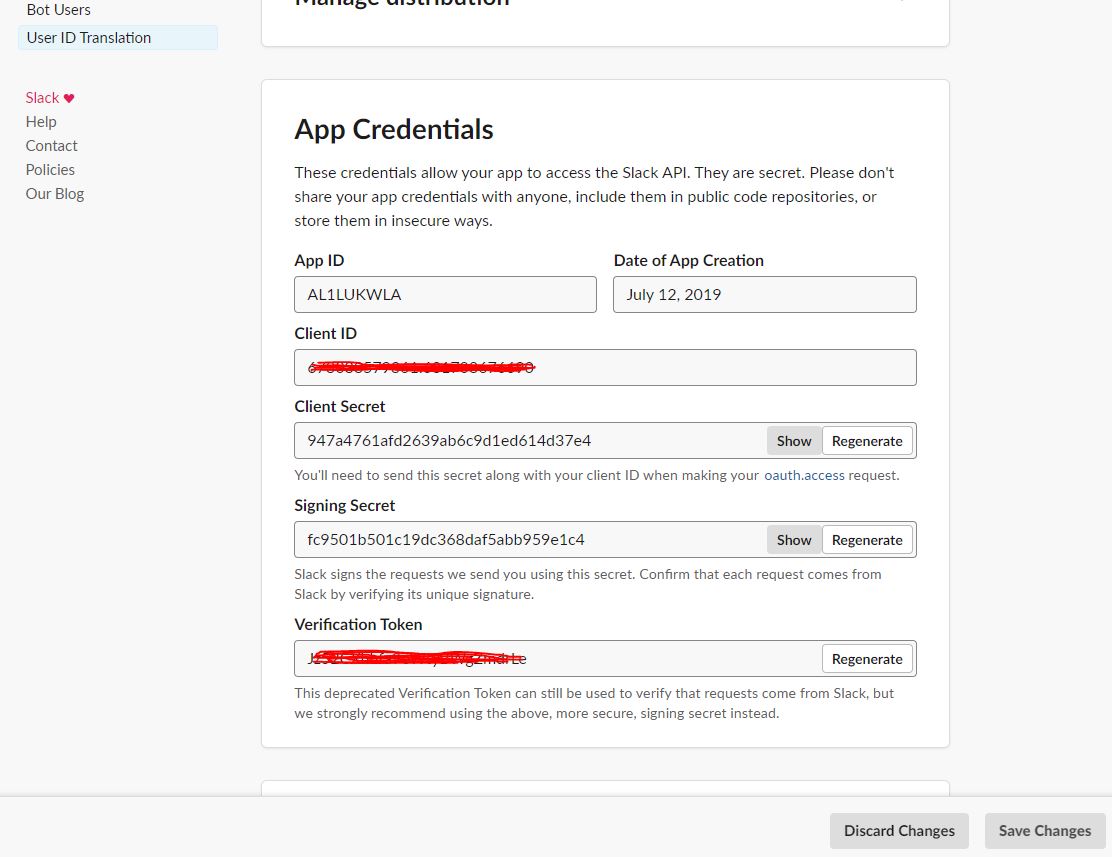 Manage distribution
Bot Users
User ID Translation
Slack ♥
Help
Contact
Policies
Our Blog
App Credentials
These credentials allow your app to access the Slack API. They are secret. Please don't
share your app credentials with anyone, include them in public code repositories, or
store them in insecure ways.
App ID
Date of App Creation
AL1LUKWLA
July 12, 2019
Client ID
Client Secret
947a4761afd2639ab6c9d1ed614d37e4
Show
Regenerate
You'll need to send this secret along with your client ID when making your oauth.access request.
Signing Secret
fc9501b501c19dc368daf5abb959e1c4
Show
Regenerate
Slack signs the requests we send you using this secret. Confirm that each request comes from
Slack by verifying its unique signature.
Verification Token
Regenerate
This deprecated Verification Token can still be used to verify that requests come from Slack, but
we strongly recommend using the above, more secure, signing secret instead.
Discard Changes
Save Changes